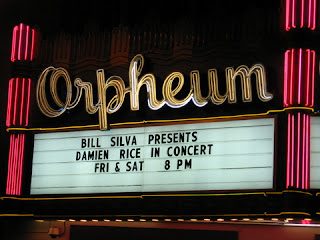 Orpheum
BILL SILVA PRESENTS
DAMIEN RICE IN CONCERT
FRI & SAT 8 PM